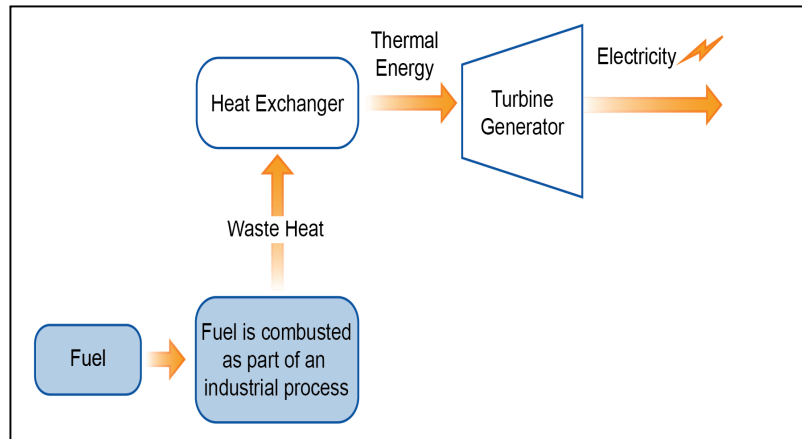 Thermal
Energy
Electricity
Heat Exchanger
Turbine
Generator
Waste Heat
Fuel
Fuel is combusted
as part of an
industrial process